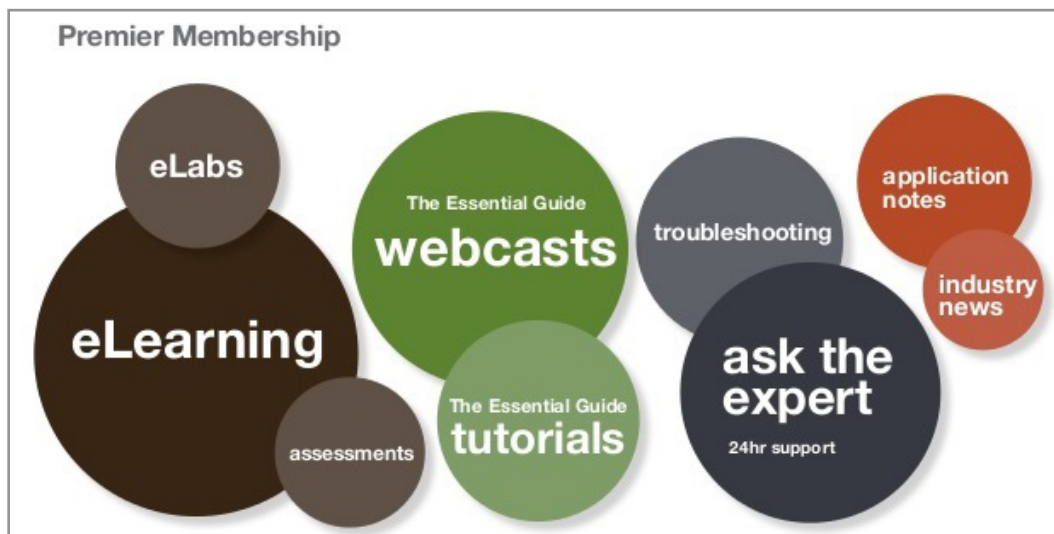 Premier Membership
eLabs
eLearning
assessments
The Essential Guide
webcasts
The Essential Guide
tutorials
troubleshooting
ask the
expert
24hr support
application
notes
industry
news